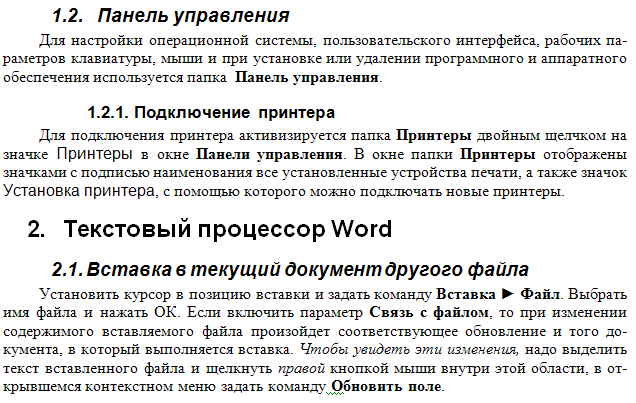 1.2. Панель управления
Для настройки операционной системы, пользовательского интерфейса, рабочих па-
раметров клавиатуры, мыши и при установке или удалении программного и аппаратного
обеспечения используется папка Панель управления.
1.2.1. Подключение принтера
Для подключения принтера активизируется папка Принтеры двойным щелчком на
значке Принтеры в окне Панели управления. В окне папки Принтеры отображены
значками с подписью наименования все установленные устройства печати, а также значок
Установка принтера, с помощью которого можно подключать новые принтеры.
2. Текстовый процессор Word
2.1. Вставка в текущий документ другого файла
Установить курсор в позицию вставки и задать команду Вставка ► Файл. Выбрать
имя файла и нажать ОК. Если включить параметр Связь с файлом, то при изменении
содержимого вставляемого файла произойдет соответствующее обновление и того до-
кумента, в который выполняется вставка. Чтобы увидеть эти изменения, надо выделить
текст вставленного файла и щелкнуть правой кнопкой мыши внутри этой области, в от-
крывшемся контекстном меню задать команду Обновить поле.